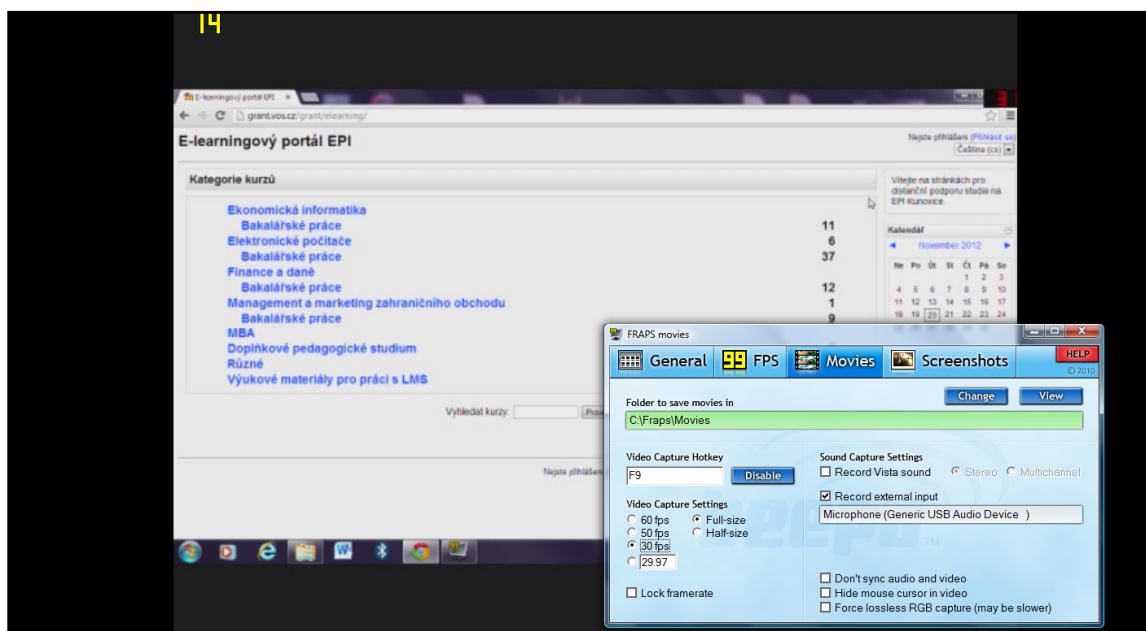 14
E-learningový portál EPI
grant.vos.cz/grant/elearning/
E-learningový portál EPI
Nejste přihlášeni (Přihlásit se)
Čeština (cs)
Kategorie kurzů
Ekonomická informatika
Bakalářské práce 11
Elektronické počítače 6
Bakalářské práce 37
Finance a daně
Bakalářské práce 12
Management a marketing zahraničního obchodu 1
Bakalářské práce 9
MBA
Doplňkové pedagogické studium
Různé
Výukové materiály pro práci s LMS
Vyhledat kurzy:
Nejste přihlášeni
Vítejte na stránkách pro
distanční podporu studia na
EPI Kunovice.
Kalendář
November 2012
Ne Po Út St Čt Pá So
1 2 3
4 5 6 7 8 9 10
11 12 13 14 15 16 17
18 19 20 21 22 23 24
FRAPS movies
General 99 FPS Movies Screenshots
HELP
© 2010
Folder to save movies in
Change View
C:\Fraps\Movies
Video Capture Hotkey
F9 Disable
Video Capture Settings
60 fps Full-size
50 fps Half-size
30 fps
29.97
Lock framerate
Sound Capture Settings
Record Vista sound Stereo Multichannel
Record external input
Microphone (Generic USB Audio Device )
beepa TM
Don't sync audio and video
Hide mouse cursor in video
Force lossless RGB capture (may be slower)